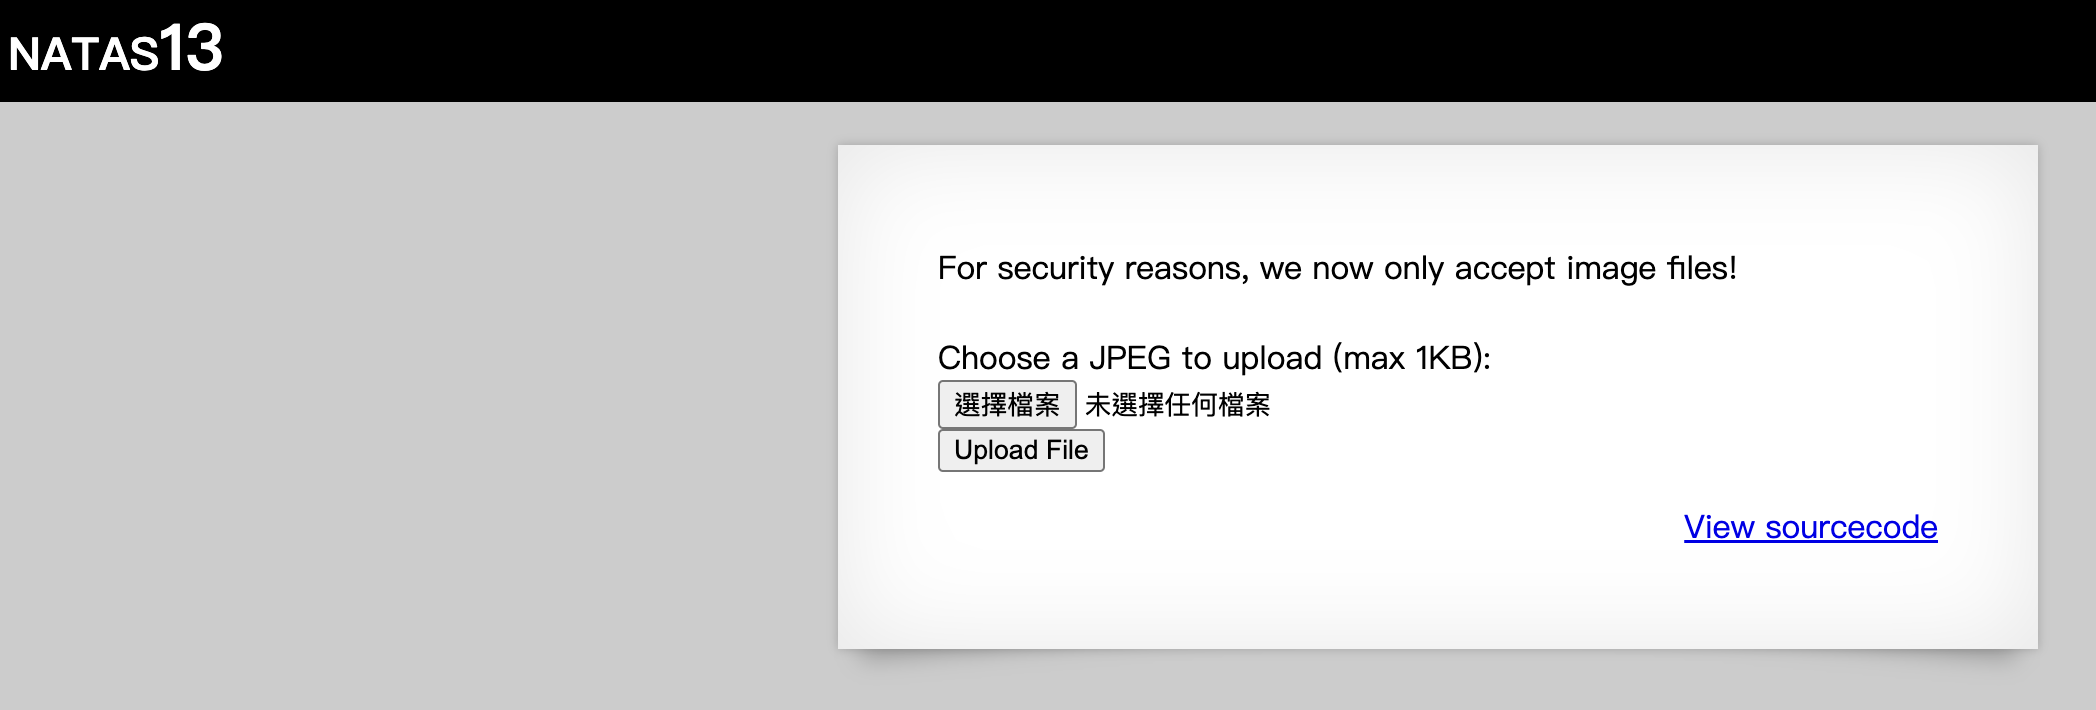 NATAS13
For security reasons, we now only accept image files!
Choose a JPEG to upload (max 1KB):
選擇檔案 未選擇任何檔案
Upload File
View sourcecode